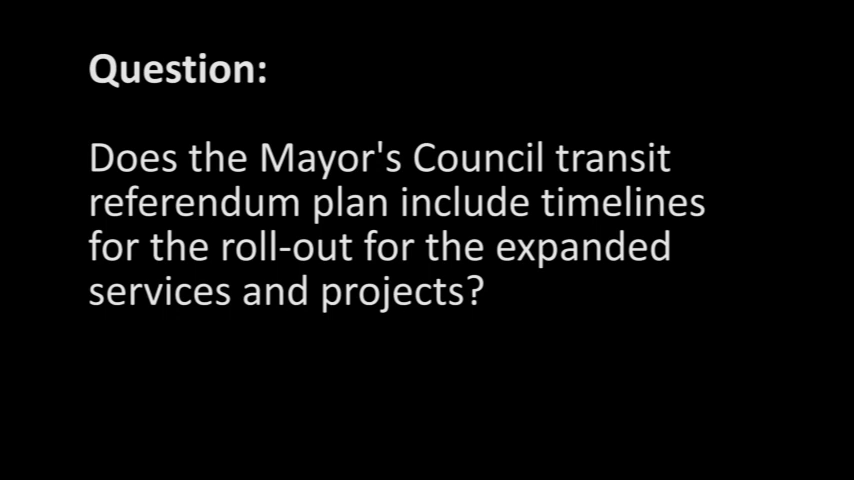 Question:
Does the Mayor's Council transit
referendum plan include timelines
for the roll-out for the expanded
services and projects?